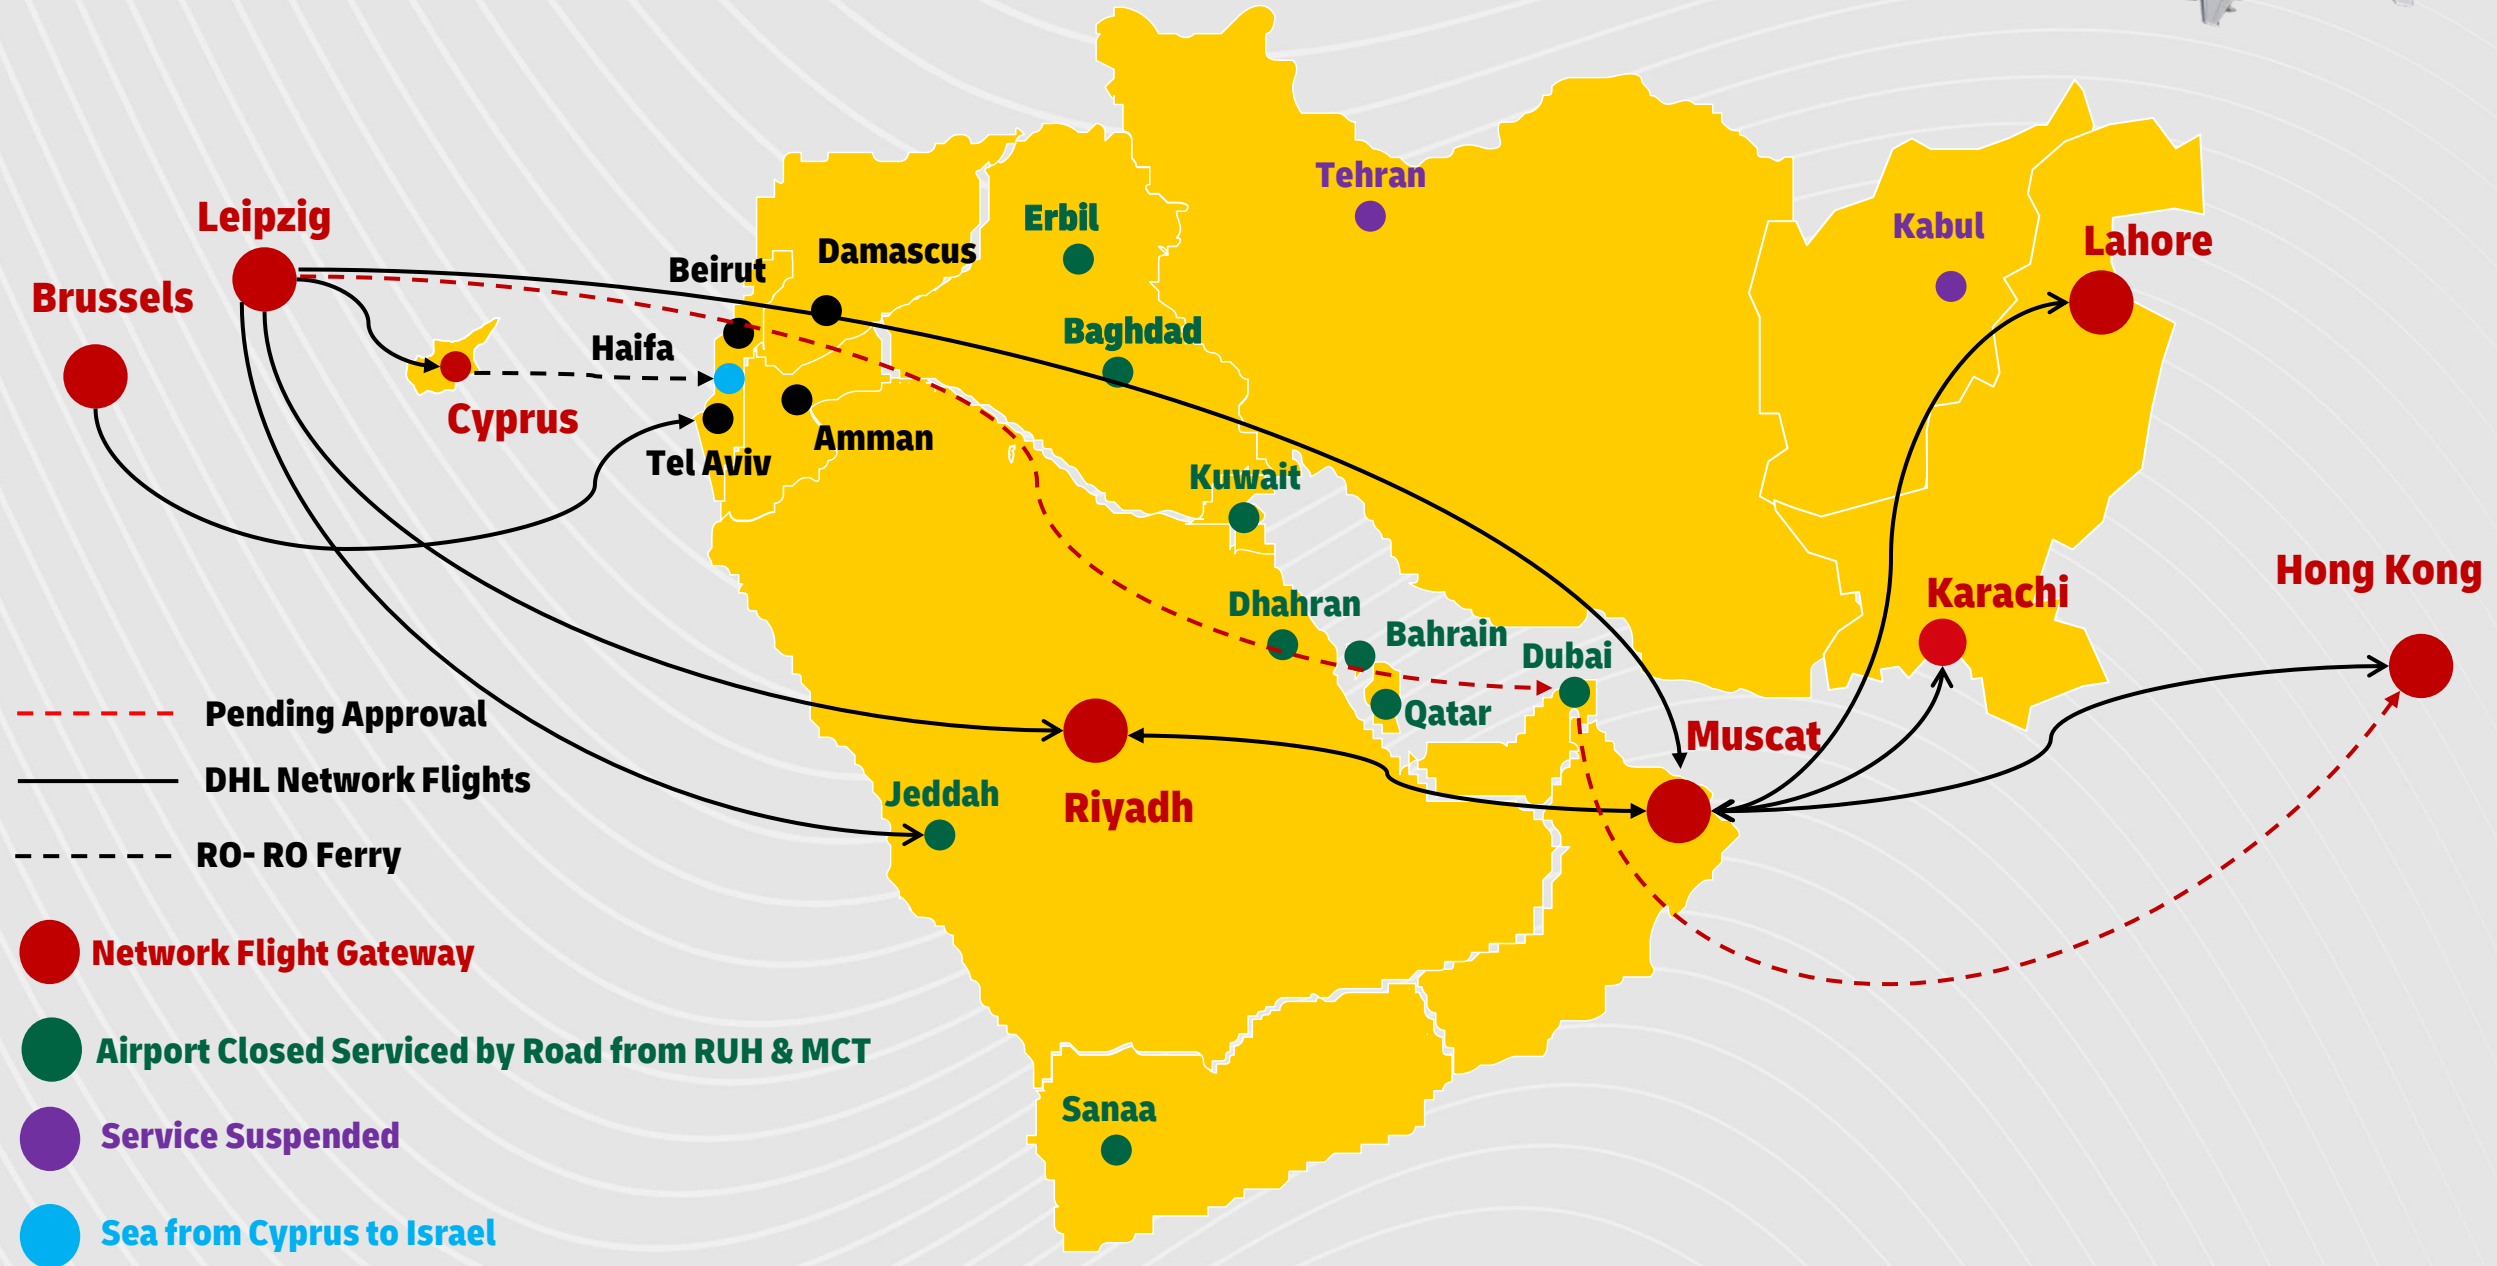 Tehran
Leipzig
Erbil
Kabul
Lahore
Damascus
Beirut
Brussels
Baghdad
Haifa
Cyprus
Amman
Tel Aviv
Kuwait
Hong Kong
Karachi
Dhahran
Bahrain
Dubai
Qatar
Muscat
Jeddah
Riyadh
Sanaa
Pending Approval
DHL Network Flights
RO- RO Ferry
Network Flight Gateway
Airport Closed Serviced by Road from RUH & MCT
Service Suspended
Sea from Cyprus to Israel